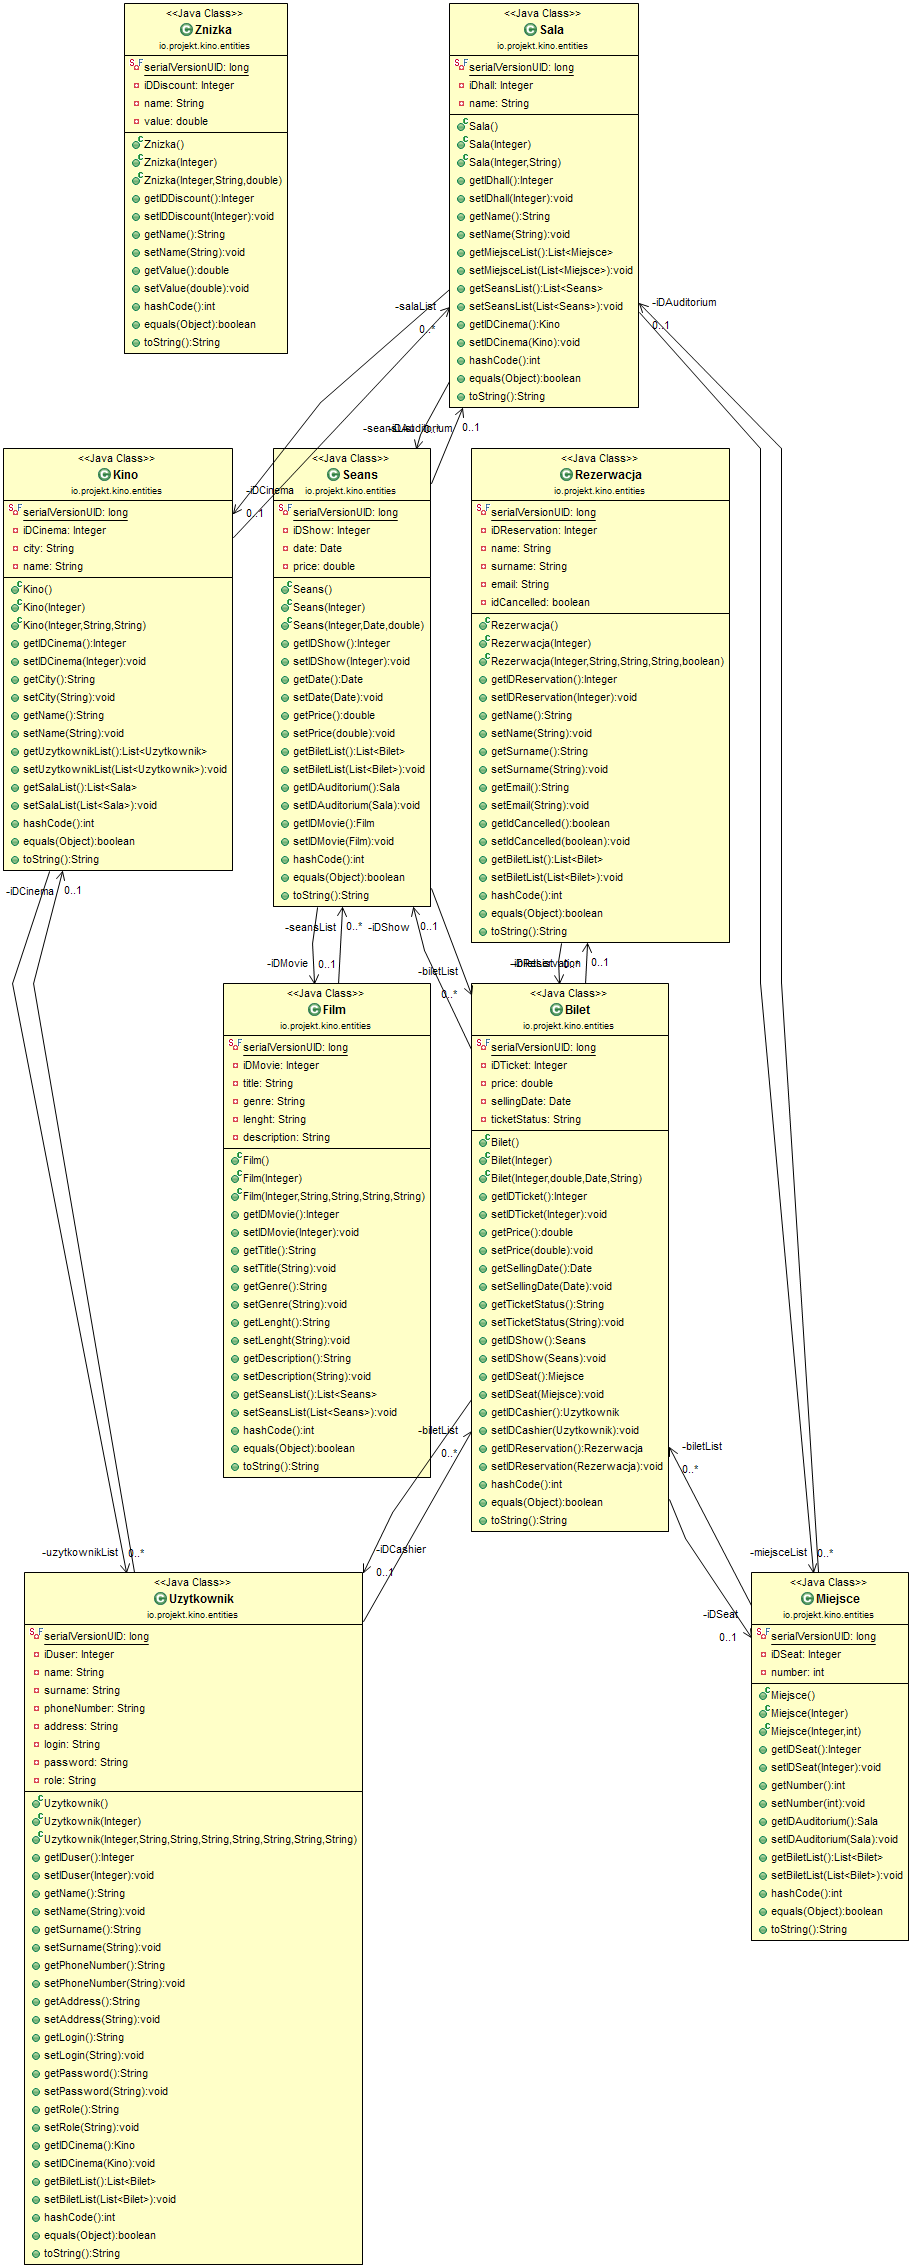 <<Java Class>>
Znizka
io.projekt.kino.entities
serialVersionUID: long
iDDiscount: Integer
name: String
value: double
Znizka()
Znizka(Integer)
Znizka(Integer,String,double)
getIDDiscount():Integer
setIDDiscount(Integer):void
getName():String
setName(String):void
getValue():double
setValue(double):void
hashCode():int
equals(Object):boolean
toString():String
<<Java Class>>
Sala
io.projekt.kino.entities
serialVersionUID: long
iDhall: Integer
name: String
Sala()
Sala(Integer)
Sala(Integer,String)
getIDhall():Integer
setIDhall(Integer):void
getName():String
setName(String):void
getMiejsceList():List<Miejsce>
setMiejsceList(List<Miejsce>):void
getSeansList():List<Seans>
setSeansList(List<Seans>):void
getIDCinema():Kino
setIDCinema(Kino):void
hashCode():int
equals(Object):boolean
toString():String
-salaList
0..*
-iDAuditorium
0..1
-seansList
0..*
-iDAuditorium
0..1
-iDCinema
0..1
<<Java Class>>
Kino
io.projekt.kino.entities
serialVersionUID: long
iDCinema: Integer
city: String
name: String
Kino()
Kino(Integer)
Kino(Integer,String,String)
getIDCinema():Integer
setIDCinema(Integer):void
getCity():String
setCity(String):void
getName():String
setName(String):void
getUzytkownikList():List<Uzytkownik>
setUzytkownikList(List<Uzytkownik>):void
getSalaList():List<Sala>
setSalaList(List<Sala>):void
hashCode():int
equals(Object):boolean
toString():String
<<Java Class>>
Seans
io.projekt.kino.entities
serialVersionUID: long
iDShow: Integer
date: Date
price: double
Seans()
Seans(Integer)
Seans(Integer,Date,double)
getIDShow():Integer
setIDShow(Integer):void
getDate():Date
setDate(Date):void
getPrice():double
setPrice(double):void
getBiletList():List<Bilet>
setBiletList(List<Bilet>):void
getIDAuditorium():Sala
setIDAuditorium(Sala):void
getIDMovie():Film
setIDMovie(Film):void
hashCode():int
equals(Object):boolean
toString():String
<<Java Class>>
Rezerwacja
io.projekt.kino.entities
serialVersionUID: long
iDReservation: Integer
name: String
surname: String
email: String
idCancelled: boolean
Rezerwacja()
Rezerwacja(Integer)
Rezerwacja(Integer,String,String,String,boolean)
getIDReservation():Integer
setIDReservation(Integer):void
getName():String
setName(String):void
getSurname():String
setSurname(String):void
getEmail():String
setEmail(String):void
getIdCancelled():boolean
setIdCancelled(boolean):void
getBiletList():List<Bilet>
setBiletList(List<Bilet>):void
hashCode():int
equals(Object):boolean
toString():String
-iDCinema
0..1
-seansList
0..*
-iDMovie
0..1
-iDShow
0..1
-biletList
0..*
-biletList
0..*
-iDReservation
0..1
<<Java Class>>
Film
io.projekt.kino.entities
serialVersionUID: long
iDMovie: Integer
title: String
genre: String
lenght: String
description: String
Film()
Film(Integer)
Film(Integer,String,String,String,String)
getIDMovie():Integer
setIDMovie(Integer):void
getTitle():String
setTitle(String):void
getGenre():String
setGenre(String):void
getLenght():String
setLenght(String):void
getDescription():String
setDescription(String):void
getSeansList():List<Seans>
setSeansList(List<Seans>):void
hashCode():int
equals(Object):boolean
toString():String
<<Java Class>>
Bilet
io.projekt.kino.entities
serialVersionUID: long
iDTicket: Integer
price: double
sellingDate: Date
ticketStatus: String
Bilet()
Bilet(Integer)
Bilet(Integer,double,Date,String)
getIDTicket():Integer
setIDTicket(Integer):void
getPrice():double
setPrice(double):void
getSellingDate():Date
setSellingDate(Date):void
getTicketStatus():String
setTicketStatus(String):void
getIDShow():Seans
setIDShow(Seans):void
getIDSeat():Miejsce
setIDSeat(Miejsce):void
getIDCashier():Uzytkownik
setIDCashier(Uzytkownik):void
getIDReservation():Rezerwacja
setIDReservation(Rezerwacja):void
hashCode():int
equals(Object):boolean
toString():String
-biletList
0..*
-biletList
0..*
-uzytkownikList
0..*
-iDCashier
0..1
-miejsceList
0..*
-iDSeat
0..1
<<Java Class>>
Uzytkownik
io.projekt.kino.entities
serialVersionUID: long
iDuser: Integer
name: String
surname: String
phoneNumber: String
address: String
login: String
password: String
role: String
Uzytkownik()
Uzytkownik(Integer)
Uzytkownik(Integer,String,String,String,String,String,String,String)
getIDuser():Integer
setIDuser(Integer):void
getName():String
setName(String):void
getSurname():String
setSurname(String):void
getPhoneNumber():String
setPhoneNumber(String):void
getAddress():String
setAddress(String):void
getLogin():String
setLogin(String):void
getPassword():String
setPassword(String):void
getRole():String
setRole(String):void
getIDCinema():Kino
setIDCinema(Kino):void
getBiletList():List<Bilet>
setBiletList(List<Bilet>):void
hashCode():int
equals(Object):boolean
toString():String
<<Java Class>>
Miejsce
io.projekt.kino.entities
serialVersionUID: long
iDSeat: Integer
number: int
Miejsce()
Miejsce(Integer)
Miejsce(Integer,int)
getIDSeat():Integer
setIDSeat(Integer):void
getNumber():int
setNumber(int):void
getIDAuditorium():Sala
setIDAuditorium(Sala):void
getBiletList():List<Bilet>
setBiletList(List<Bilet>):void
hashCode():int
equals(Object):boolean
toString():String